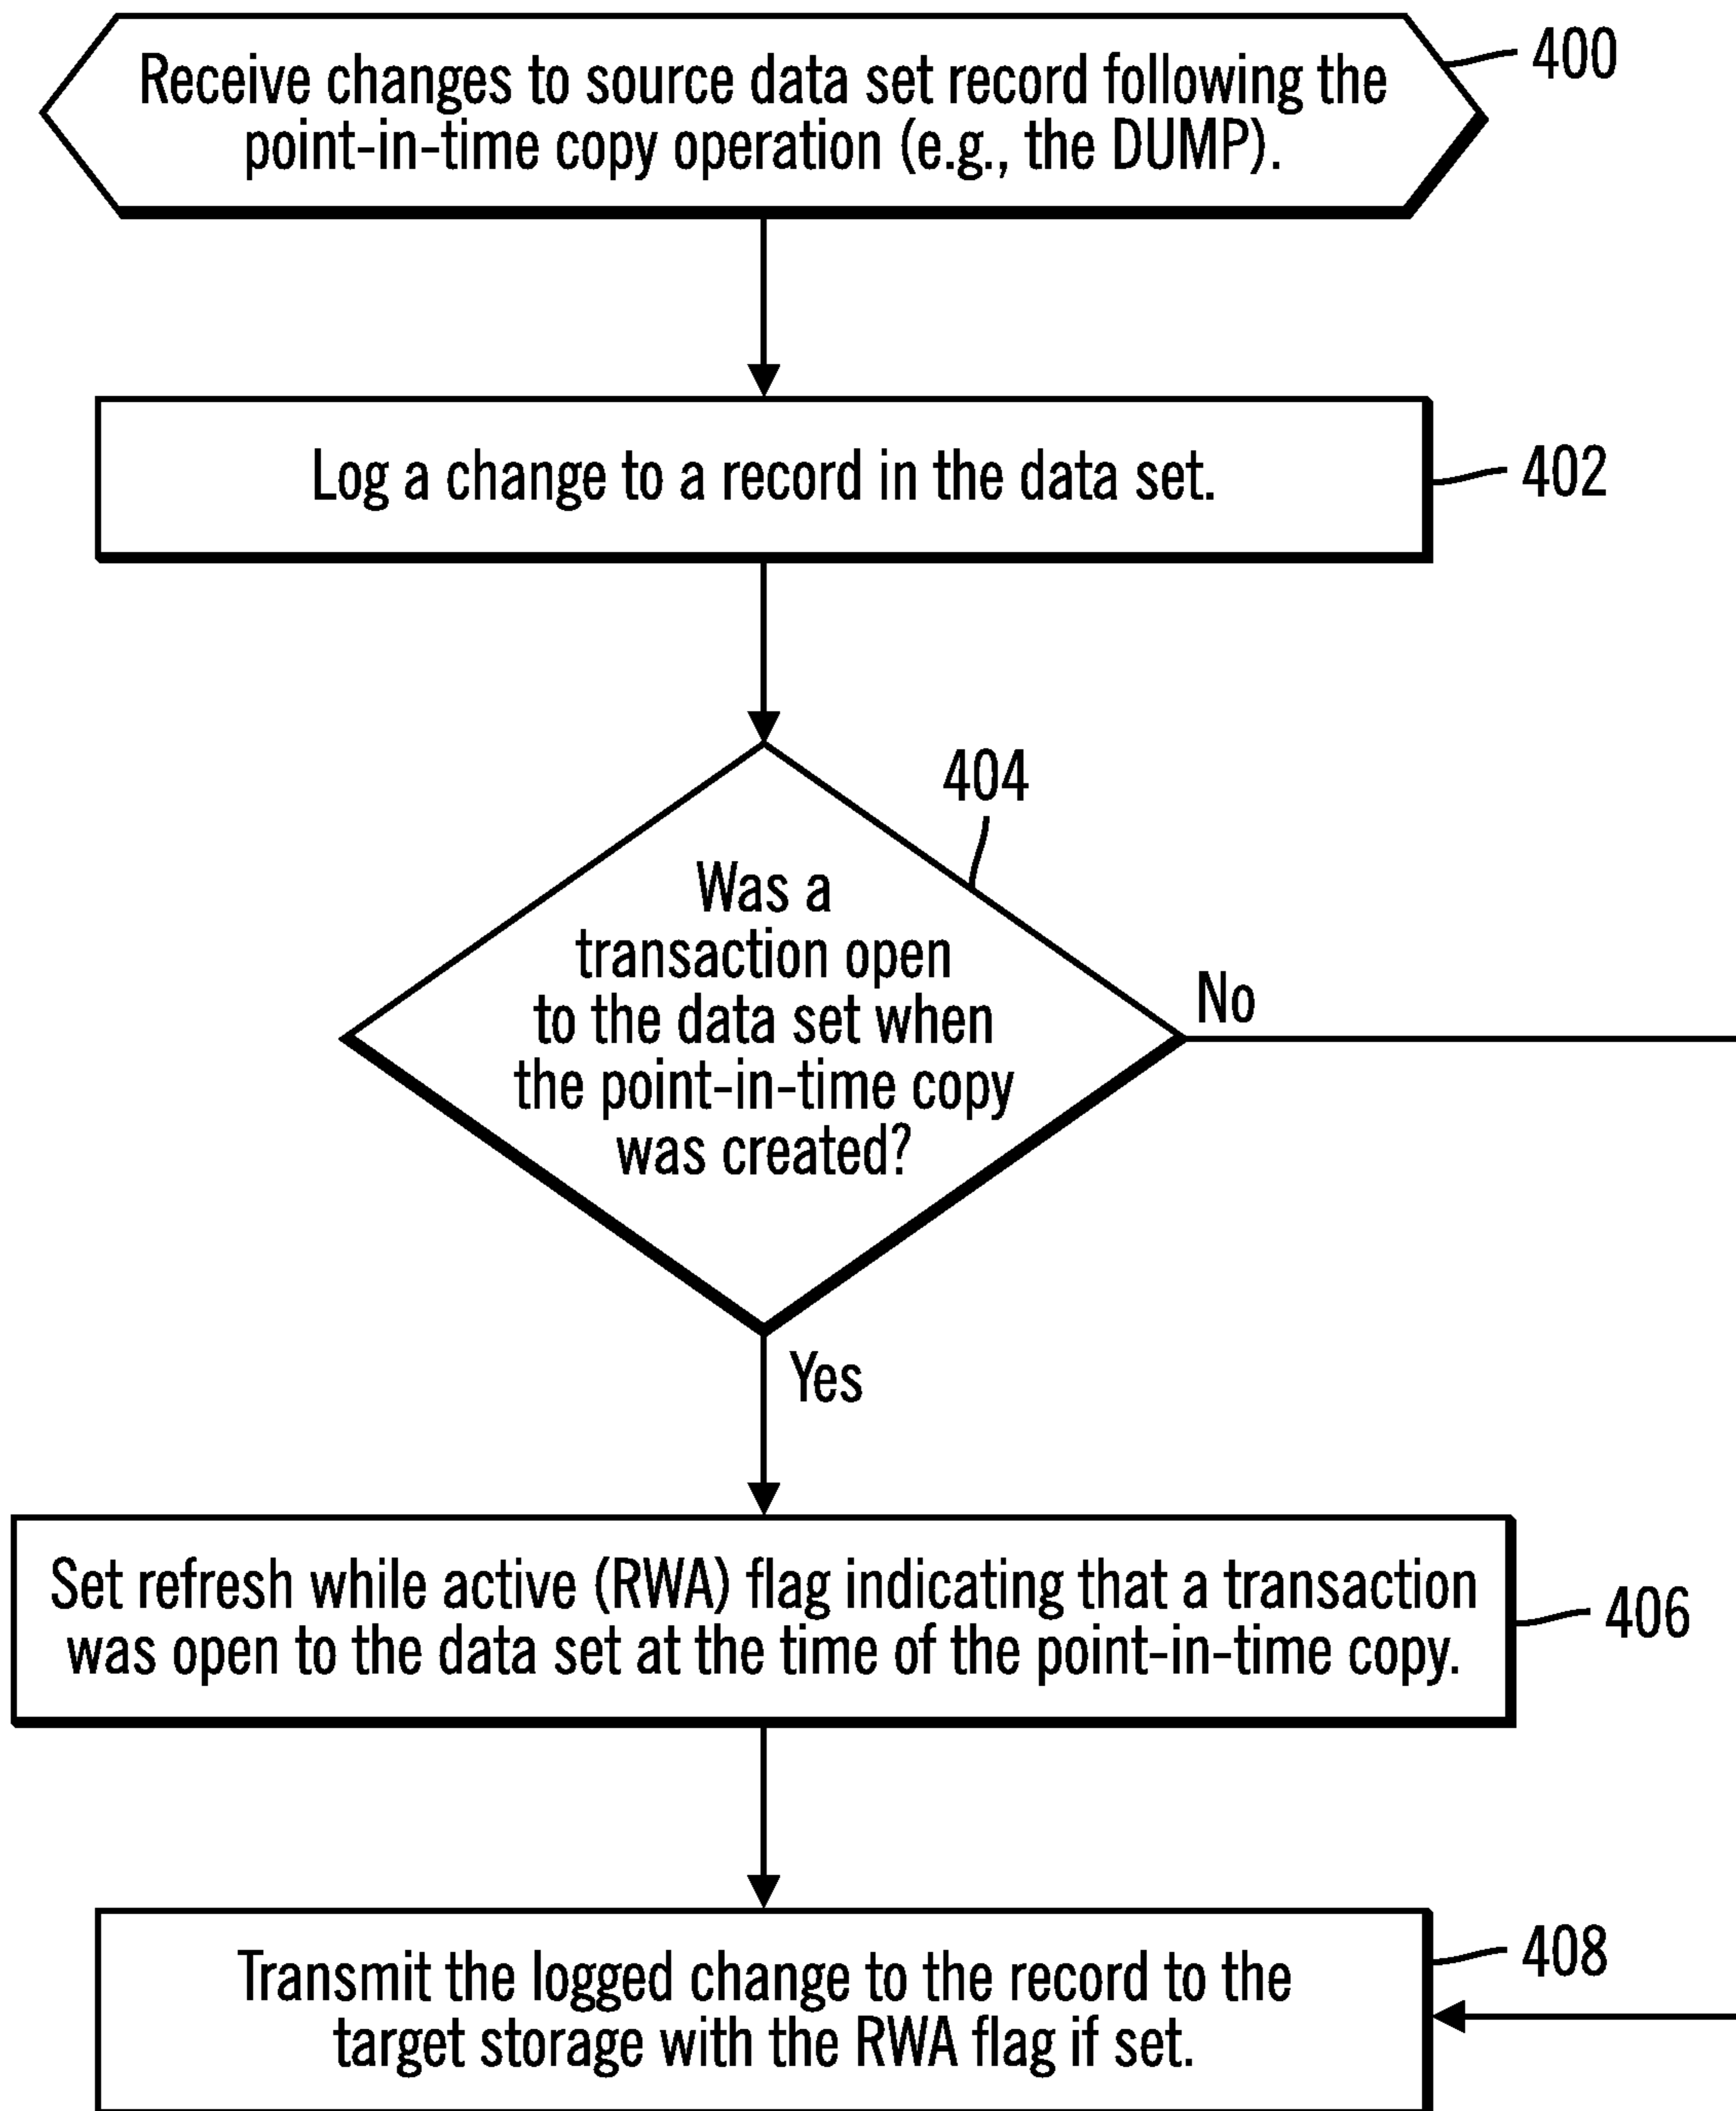 Receive changes to source data set record following the
point-in-time copy operation (e.g., the DUMP).
400
Log a change to a record in the data set.
402
404
Was a
transaction open
to the data set when
the point-in-time copy
was created?
No
Yes
Set refresh while active (RWA) flag indicating that a transaction
was open to the data set at the time of the point-in-time copy.
406
Transmit the logged change to the record to the
target storage with the RWA flag if set.
408